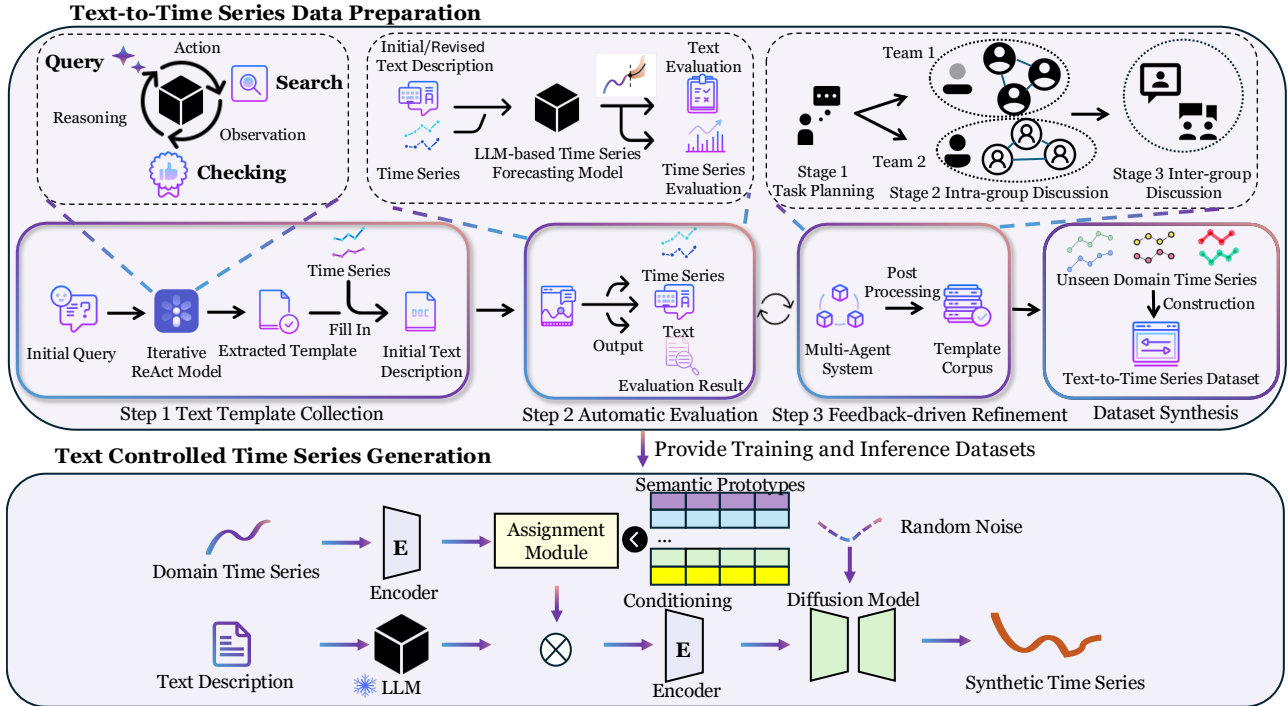 Text-to-Time Series Data Preparation
Action
Query
Search
Reasoning
Observation
Checking
Initial/Revised
Text Description
Time Series
LLM-based Time Series
Forecasting Model
Text
Evaluation
Time Series
Evaluation
Team 1
Team 2
Stage 1
Task Planning
Stage 2 Intra-group Discussion
Stage 3 Inter-group
Discussion
Initial Query
Iterative
ReAct Model
Extracted Template
Time Series
Fill In
DOC
Initial Text
Description
Step 1 Text Template Collection
Output
Time Series
Text
Evaluation Result
Step 2 Automatic Evaluation
Multi-Agent
System
Post
Processing
Template
Corpus
Step 3 Feedback-driven Refinement
Unseen Domain Time Series
Construction
Text-to-Time Series Dataset
Dataset Synthesis
Provide Training and Inference Datasets
Text Controlled Time Series Generation
Domain Time Series
E
Encoder
Assignment
Module
Semantic Prototypes
...
Random Noise
Text Description
LLM
Conditioning
E
Encoder
Diffusion Model
Synthetic Time Series